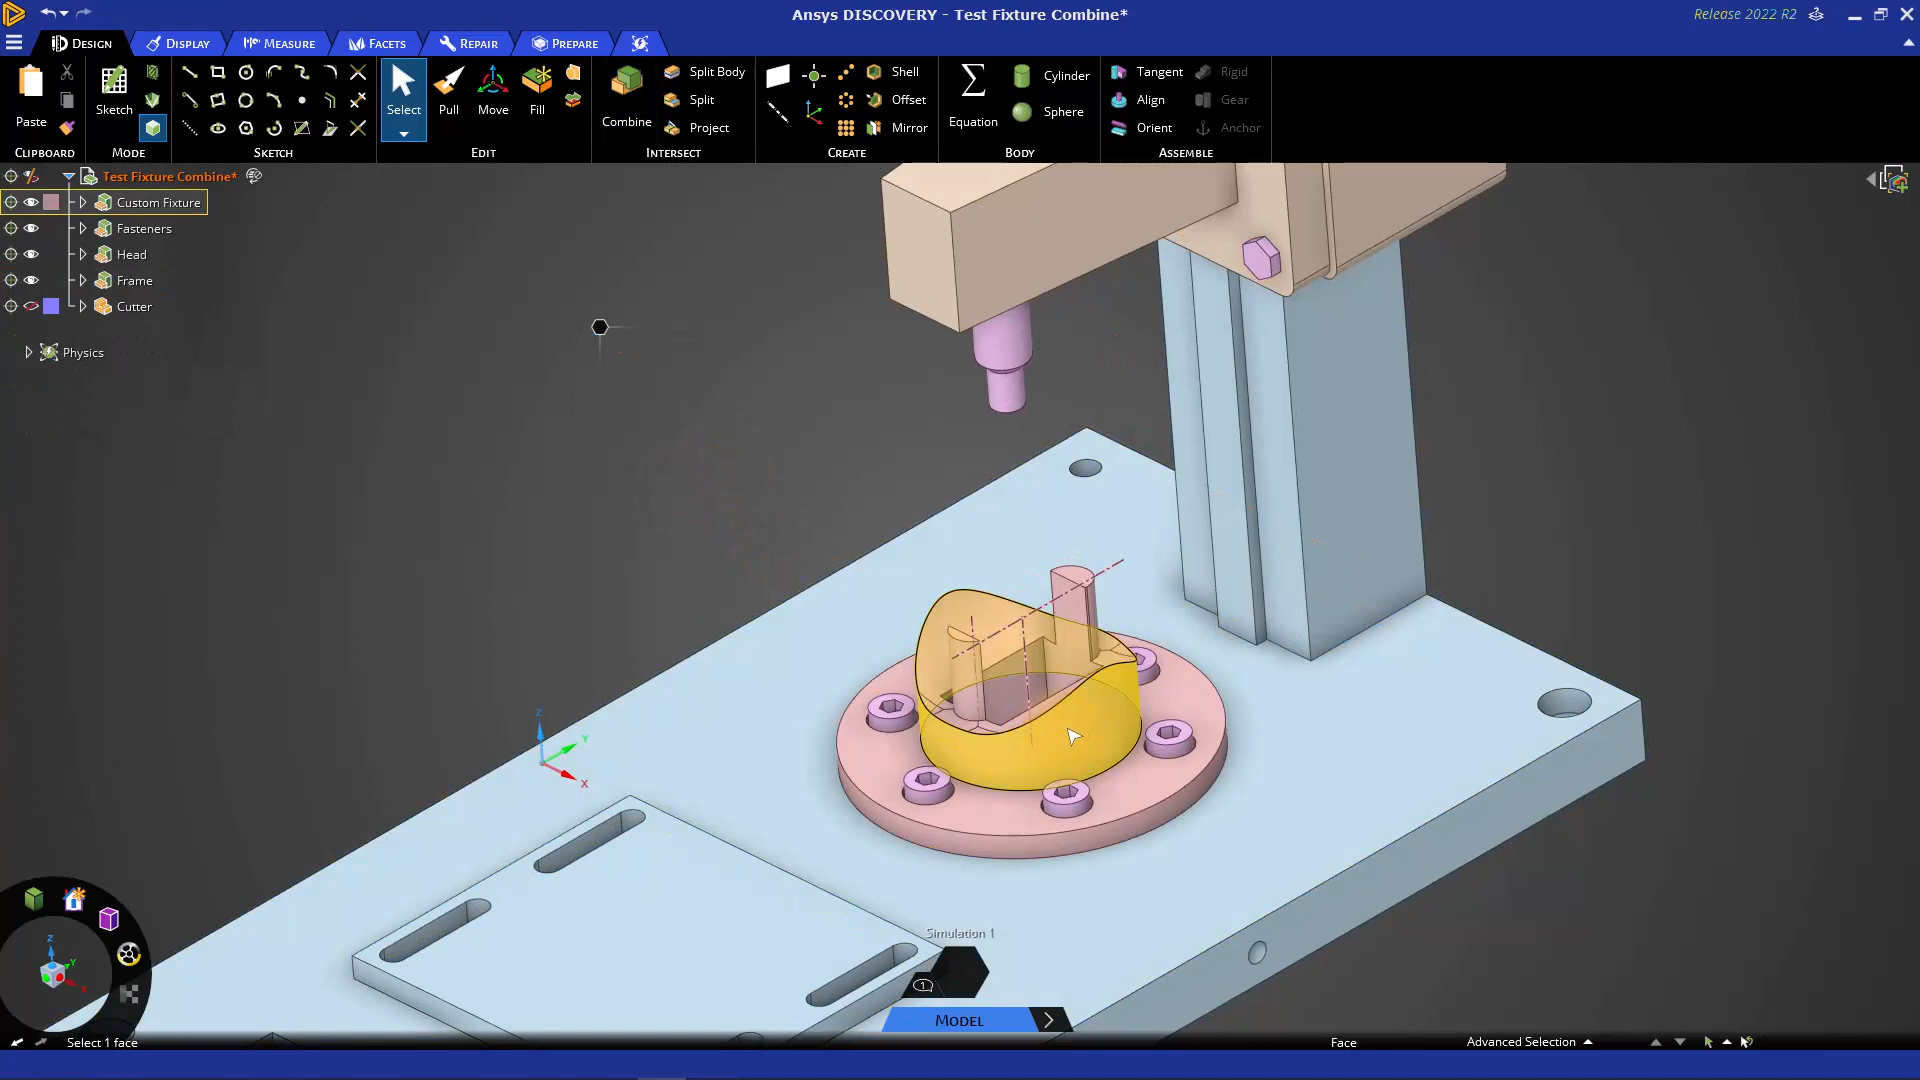 Ansys DISCOVERY - Test Fixture Combine*
Release 2022 R2
DESIGN DISPLAY MEASURE FACETS REPAIR PREPARE
Paste
CLIPBOARD
Sketch
MODE
SKETCH
Select Pull Move Fill
EDIT
Combine
Split Body
Split
Project
INTERSECT
Shell
Offset
Mirror
CREATE
Equation
Cylinder
Sphere
BODY
Tangent Rigid
Align Gear
Orient Anchor
ASSEMBLE
Test Fixture Combine*
Custom Fixture
Fasteners
Head
Frame
Cutter
Physics
Z
Y
X
Simulation 1
1
Z
Y
X
MODEL
Select 1 face
Face
Advanced Selection